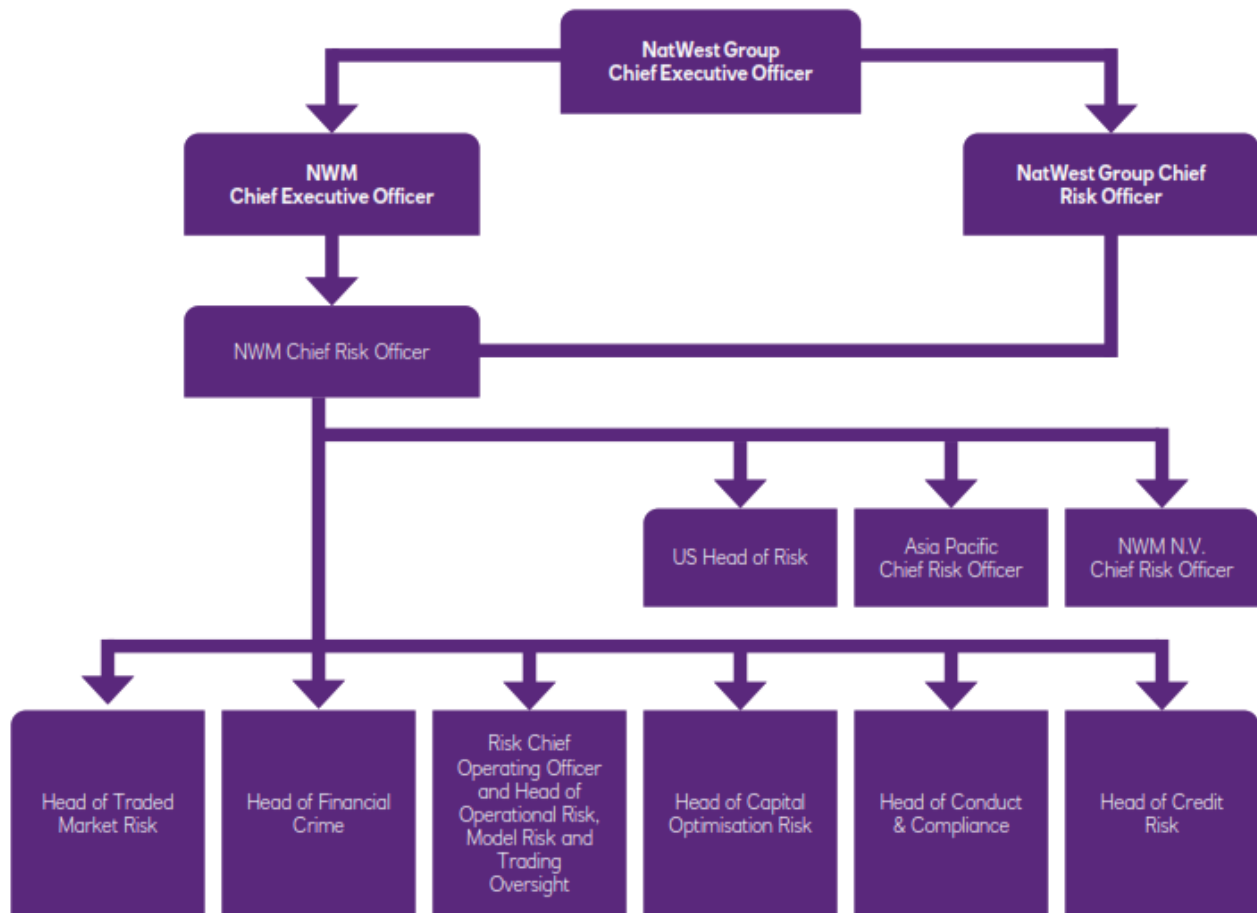 NatWest Group
Chief Executive Officer
NWM
Chief Executive Officer
NatWest Group Chief
Risk Officer
NWM Chief Risk Officer
US Head of Risk
Asia Pacific
Chief Risk Officer
NWM N.V.
Chief Risk Officer
Head of Traded
Market Risk
Head of Financial
Crime
Risk Chief
Operating Officer
and Head of
Operational Risk,
Model Risk and
Trading
Oversight
Head of Capital
Optimisation Risk
Head of Conduct
& Compliance
Head of Credit
Risk